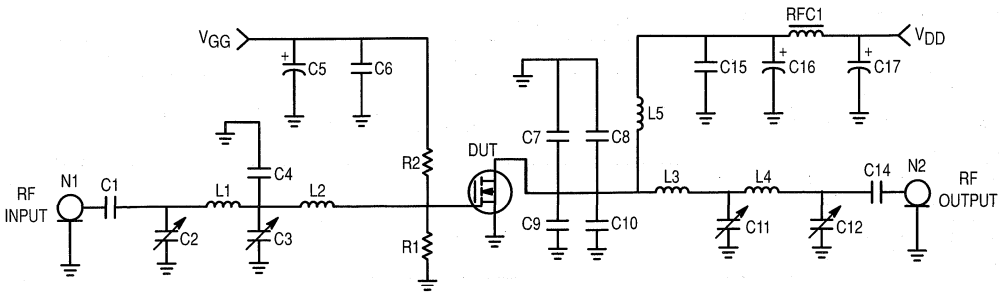 RFC1
VGG
VDD
+
C5
C6
C15
+
C16
+
C17
L5
C7
C8
DUT
R2
C4
N1
RF
INPUT
C1
L1
L2
L3
L4
C14
N2
RF
OUTPUT
C2
C3
R1
C9
C10
C11
C12